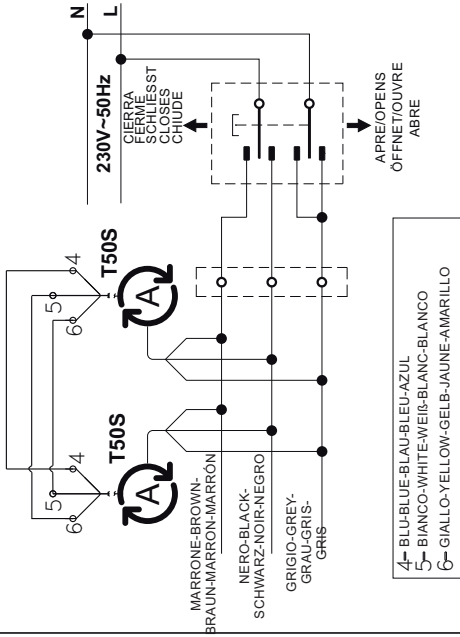 N
L
230V~50Hz
CIERRA
FERME
SCHLIESST
CLOSES
CHIUDE
APRE/OPENS
ÖFFNET/OUVRE
ABRE
T50S
4
5
6
A
T50S
4
5
6
A
MARRONE-BROWN-
BRAUN-MARRON-MARRÓN
NERO-BLACK-
SCHWARZ-NOIR-NEGRO
GRIGIO-GREY-
GRAU-GRIS-
GRIS
4- BLU-BLUE-BLAU-BLEU-AZUL
5- BIANCO-WHITE-WEIß-BLANC-BLANCO
6- GIALLO-YELLOW-GELB-JAUNE-AMARILLO